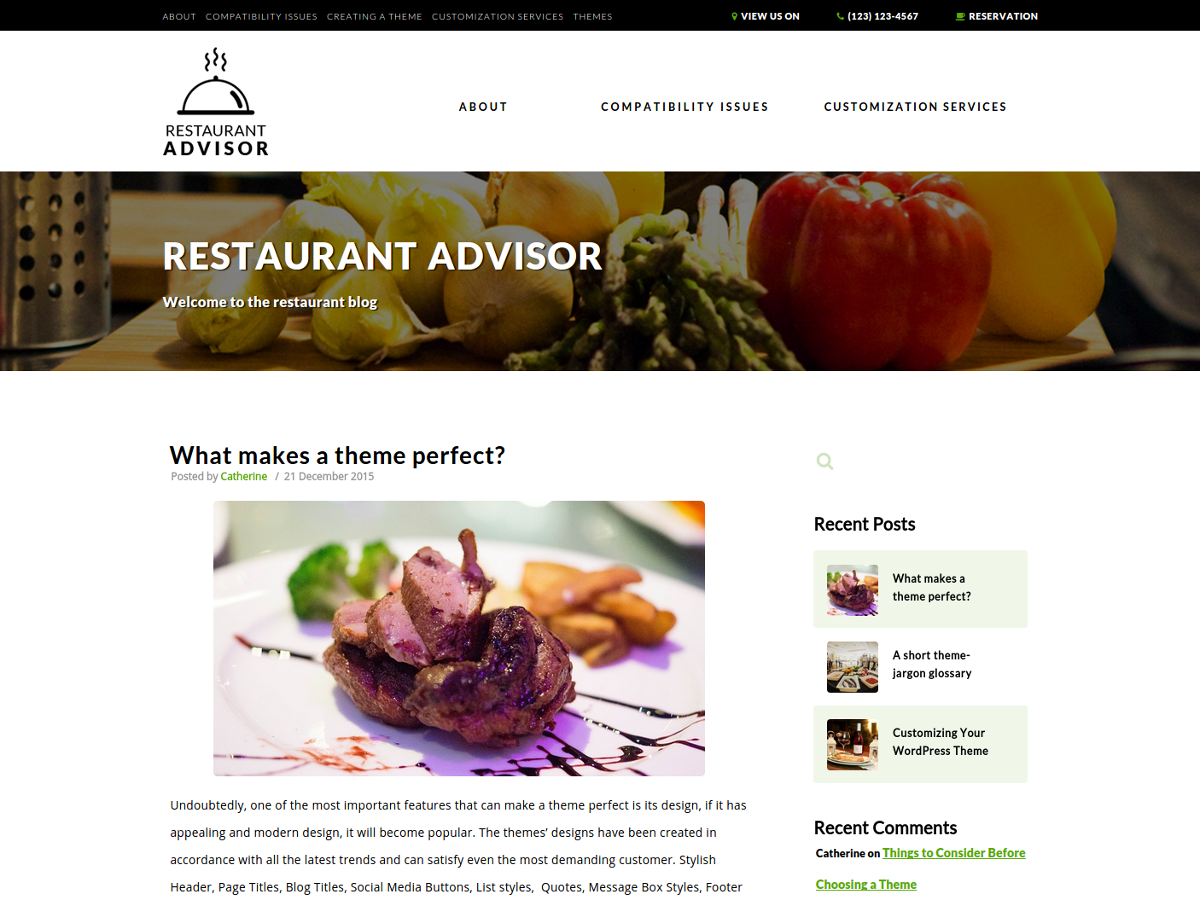 ABOUT COMPATIBILITY ISSUES CREATING A THEME CUSTOMIZATION SERVICES THEMES VIEW US ON (123) 123-4567 RESERVATION
ABOUT COMPATIBILITY ISSUES CUSTOMIZATION SERVICES
RESTAURANT
ADVISOR
RESTAURANT ADVISOR
Welcome to the restaurant blog
What makes a theme perfect?
Posted by Catherine / 21 December 2015
Undoubtedly, one of the most important features that can make a theme perfect is its design, if it has
appealing and modern design, it will become popular. The themes’ designs have been created in
accordance with all the latest trends and can satisfy even the most demanding customer. Stylish
Header, Page Titles, Blog Titles, Social Media Buttons, List styles,  Quotes, Message Box Styles, Footer
Recent Posts
What makes a
theme perfect?
A short theme-
jargon glossary
Customizing Your
WordPress Theme
Recent Comments
Catherine on Things to Consider Before
Choosing a Theme